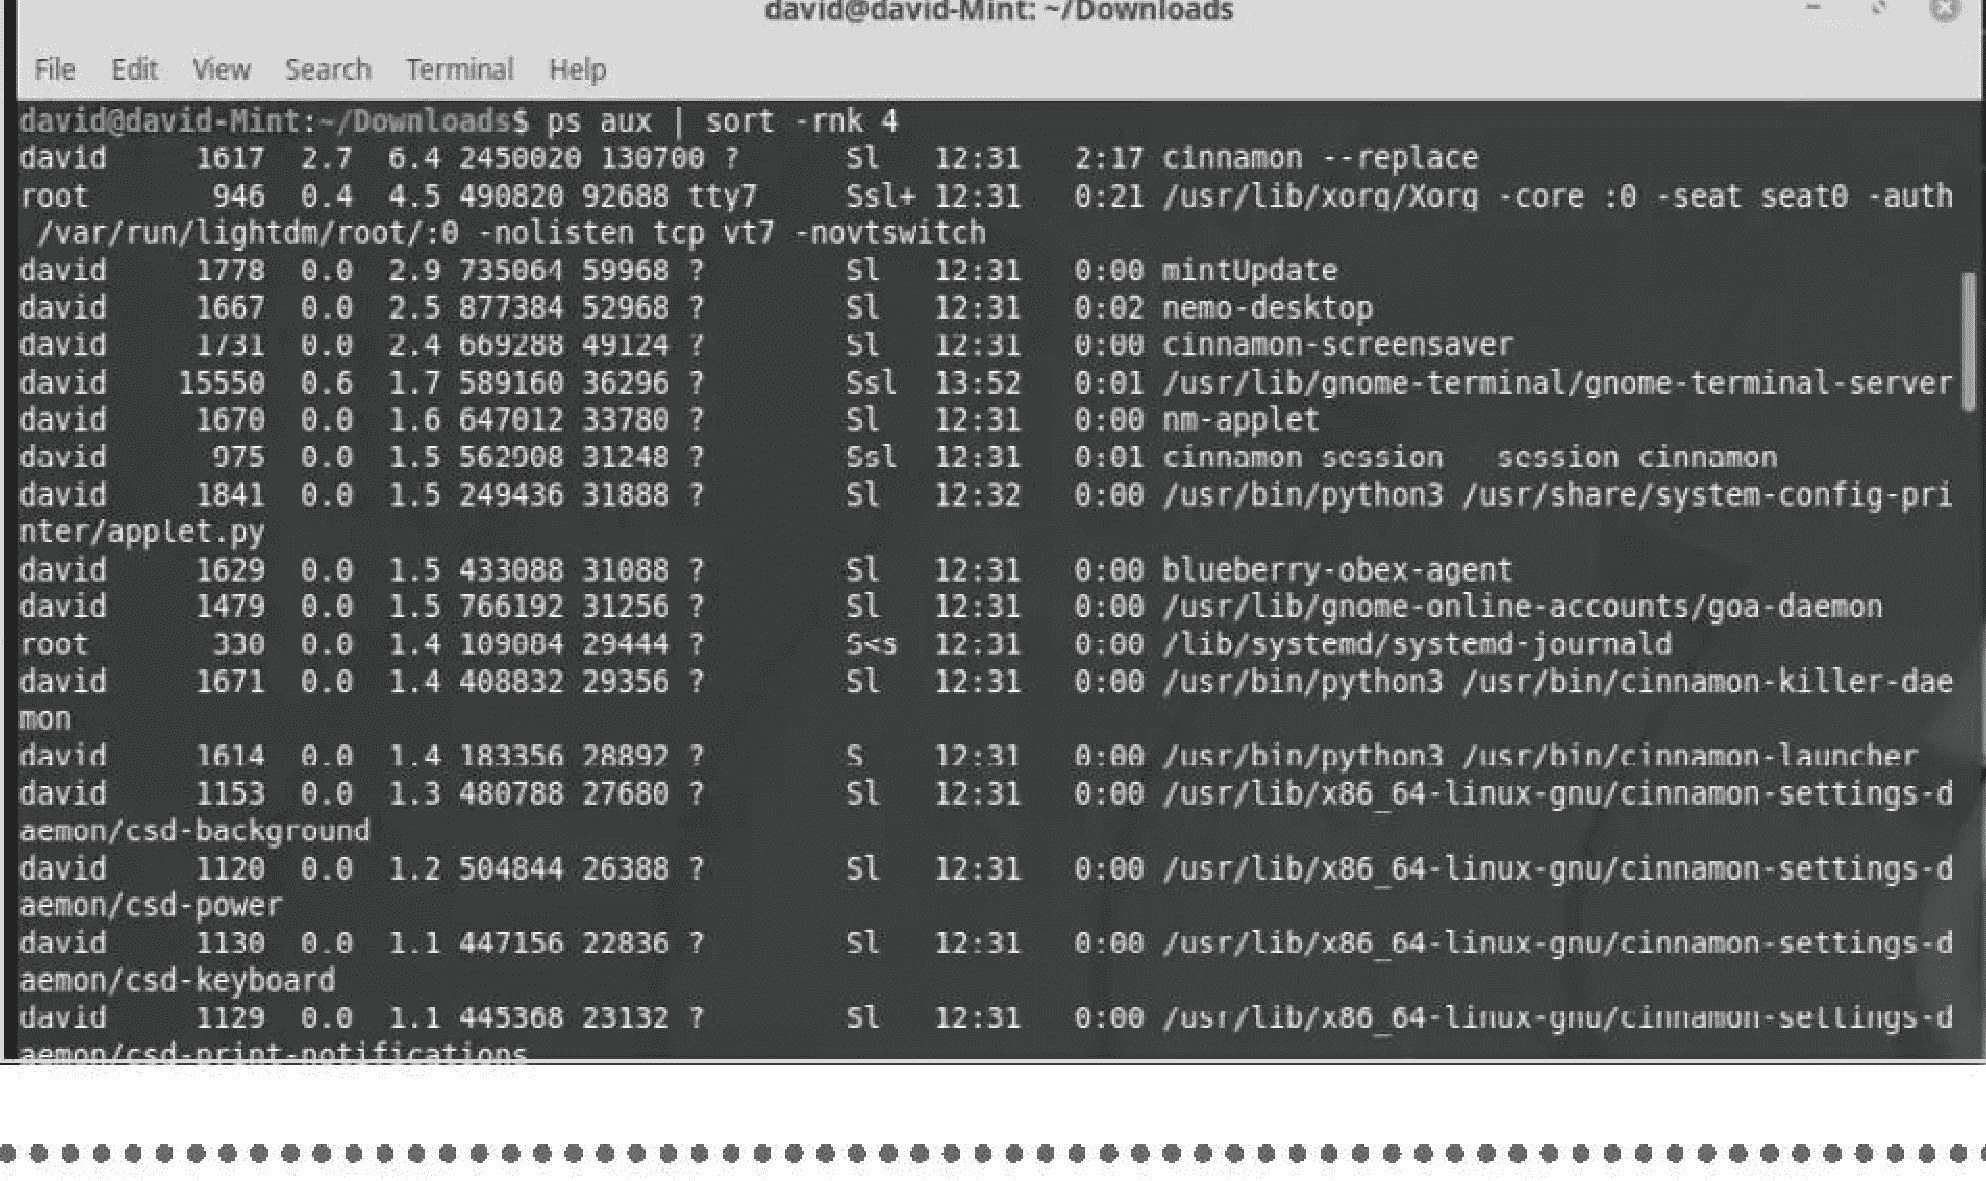 david@david-Mint: ~/Downloads
File Edit View Search Terminal Help
david@david-Mint:~/Downloads$ ps aux | sort -rnk 4
david 1617 2.7 6.4 2450020 130700 ? Sl 12:31 2:17 cinnamon --replace
root 946 0.4 4.5 490820 92688 tty7 Ssl+ 12:31 0:21 /usr/lib/xorg/Xorg -core :0 -seat seat0 -auth
/var/run/lightdm/root/:0 -nolisten tcp vt7 -novtswitch
david 1778 0.0 2.9 735064 59968 ? Sl 12:31 0:00 mintUpdate
david 1667 0.0 2.5 877384 52968 ? Sl 12:31 0:02 nemo-desktop
david 1731 0.0 2.4 669288 49124 ? Sl 12:31 0:00 cinnamon-screensaver
david 15550 0.6 1.7 589160 36296 ? Ssl 13:52 0:01 /usr/lib/gnome-terminal/gnome-terminal-server
david 1670 0.0 1.6 647012 33780 ? Sl 12:31 0:00 nm-applet
david 975 0.0 1.5 562908 31248 ? Ssl 12:31 0:01 cinnamon session session cinnamon
david 1841 0.0 1.5 249436 31888 ? Sl 12:32 0:00 /usr/bin/python3 /usr/share/system-config-pri
nter/applet.py
david 1629 0.0 1.5 433088 31088 ? Sl 12:31 0:00 blueberry-obex-agent
david 1479 0.0 1.5 766192 31256 ? Sl 12:31 0:00 /usr/lib/gnome-online-accounts/goa-daemon
root 330 0.0 1.4 109084 29444 ? S<s 12:31 0:00 /lib/systemd/systemd-journald
david 1671 0.0 1.4 408832 29356 ? Sl 12:31 0:00 /usr/bin/python3 /usr/bin/cinnamon-killer-dae
mon
david 1614 0.0 1.4 183356 28892 ? S 12:31 0:00 /usr/bin/python3 /usr/bin/cinnamon-launcher
david 1153 0.0 1.3 480788 27680 ? Sl 12:31 0:00 /usr/lib/x86_64-linux-gnu/cinnamon-settings-d
aemon/csd-background
david 1120 0.0 1.2 504844 26388 ? Sl 12:31 0:00 /usr/lib/x86_64-linux-gnu/cinnamon-settings-d
aemon/csd-power
david 1130 0.0 1.1 447156 22836 ? Sl 12:31 0:00 /usr/lib/x86_64-linux-gnu/cinnamon-settings-d
aemon/csd-keyboard
david 1129 0.0 1.1 445368 23132 ? Sl 12:31 0:00 /usr/lib/x86_64-linux-gnu/cinnamon-settings-d
aemon/csd-print-notifications